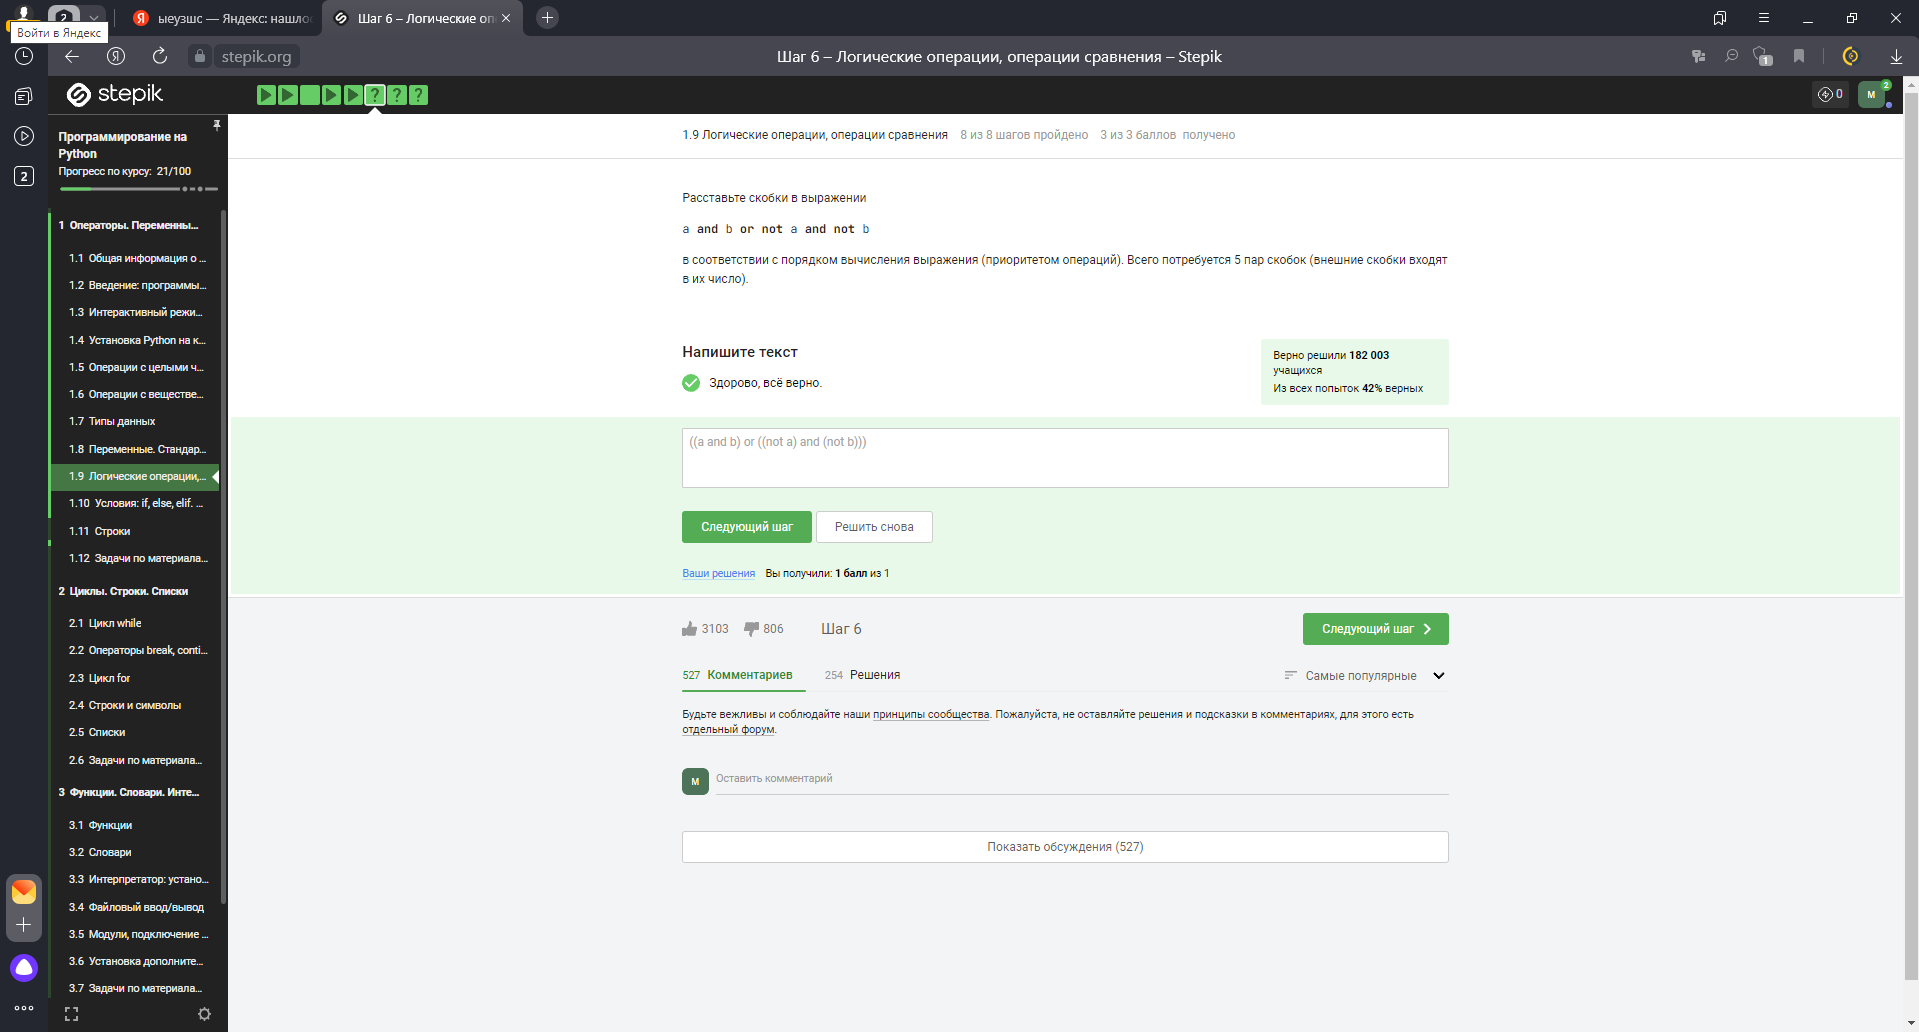 2
ыеузшс — Яндекс: нашло
Шаг 6 – Логические оп
Войти в Яндекс
stepik.org
Шаг 6 – Логические операции, операции сравнения – Stepik
1
2
stepik
? ? ?
0
M
2
Программирование на
Python
Прогресс по курсу: 21/100
1 Операторы. Переменны...
1.1 Общая информация о ...
1.2 Введение: программы...
1.3 Интерактивный режи...
1.4 Установка Python на к...
1.5 Операции с целыми ч...
1.6 Операции с веществе...
1.7 Типы данных
1.8 Переменные. Стандар...
1.9 Логические операции,...
1.10 Условия: if, else, elif. ...
1.11 Строки
1.12 Задачи по материала...
2 Циклы. Строки. Списки
2.1 Цикл while
2.2 Операторы break, conti...
2.3 Цикл for
2.4 Строки и символы
2.5 Списки
2.6 Задачи по материала...
3 Функции. Словари. Инте...
3.1 Функции
3.2 Словари
3.3 Интерпретатор: устано...
3.4 Файловый ввод/вывод
3.5 Модули, подключение ...
3.6 Установка дополните...
3.7 Задачи по материала...
1.9 Логические операции, операции сравнения 8 из 8 шагов пройдено 3 из 3 баллов получено
Расставьте скобки в выражении
a and b or not a and not b
в соответствии с порядком вычисления выражения (приоритетом операций). Всего потребуется 5 пар скобок (внешние скобки входят
в их число).
Напишите текст
Здорово, всё верно.
Верно решили 182 003
учащихся
Из всех попыток 42% верных
((a and b) or ((not a) and (not b)))
Следующий шаг
Решить снова
Ваши решения Вы получили: 1 балл из 1
3103 806 Шаг 6
Следующий шаг
527 Комментариев 254 Решения
Самые популярные
Будьте вежливы и соблюдайте наши принципы сообщества. Пожалуйста, не оставляйте решения и подсказки в комментариях, для этого есть
отдельный форум.
M
Оставить комментарий
Показать обсуждения (527)